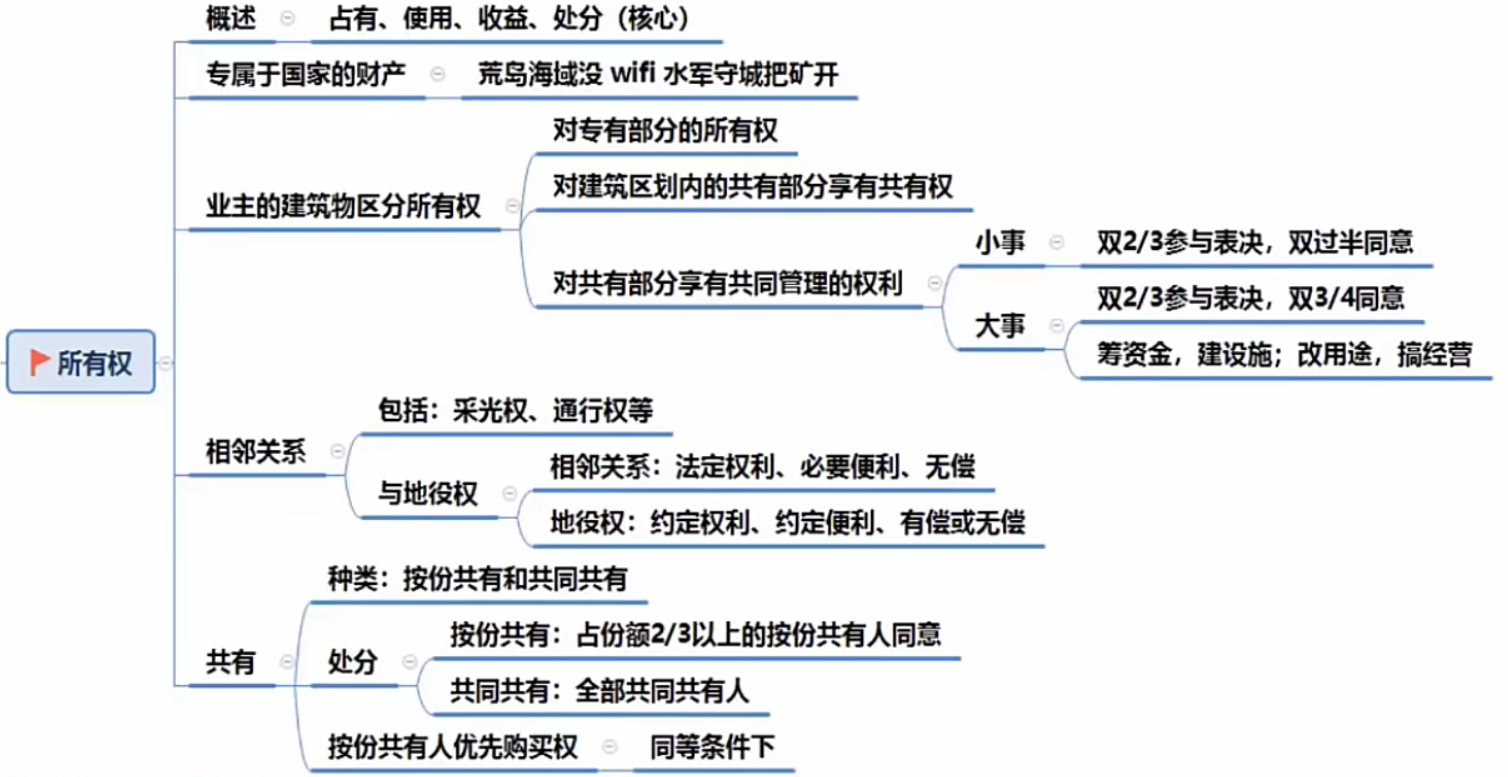 所有权
概述
占有、使用、收益、处分（核心）
专属于国家的财产
荒岛海域没 wifi 水军守城把矿开
业主的建筑物区分所有权
对专有部分的所有权
对建筑区划内的共有部分享有共有权
对共有部分享有共同管理的权利
小事
双2/3参与表决，双过半同意
大事
双2/3参与表决，双3/4同意
筹资金，建设施；改用途，搞经营
相邻关系
包括：采光权、通行权等
与地役权
相邻关系：法定权利、必要便利、无偿
地役权：约定权利、约定便利、有偿或无偿
共有
种类：按份共有和共同共有
处分
按份共有：占份额2/3以上的按份共有人同意
共同共有：全部共同共有人
按份共有人优先购买权
同等条件下